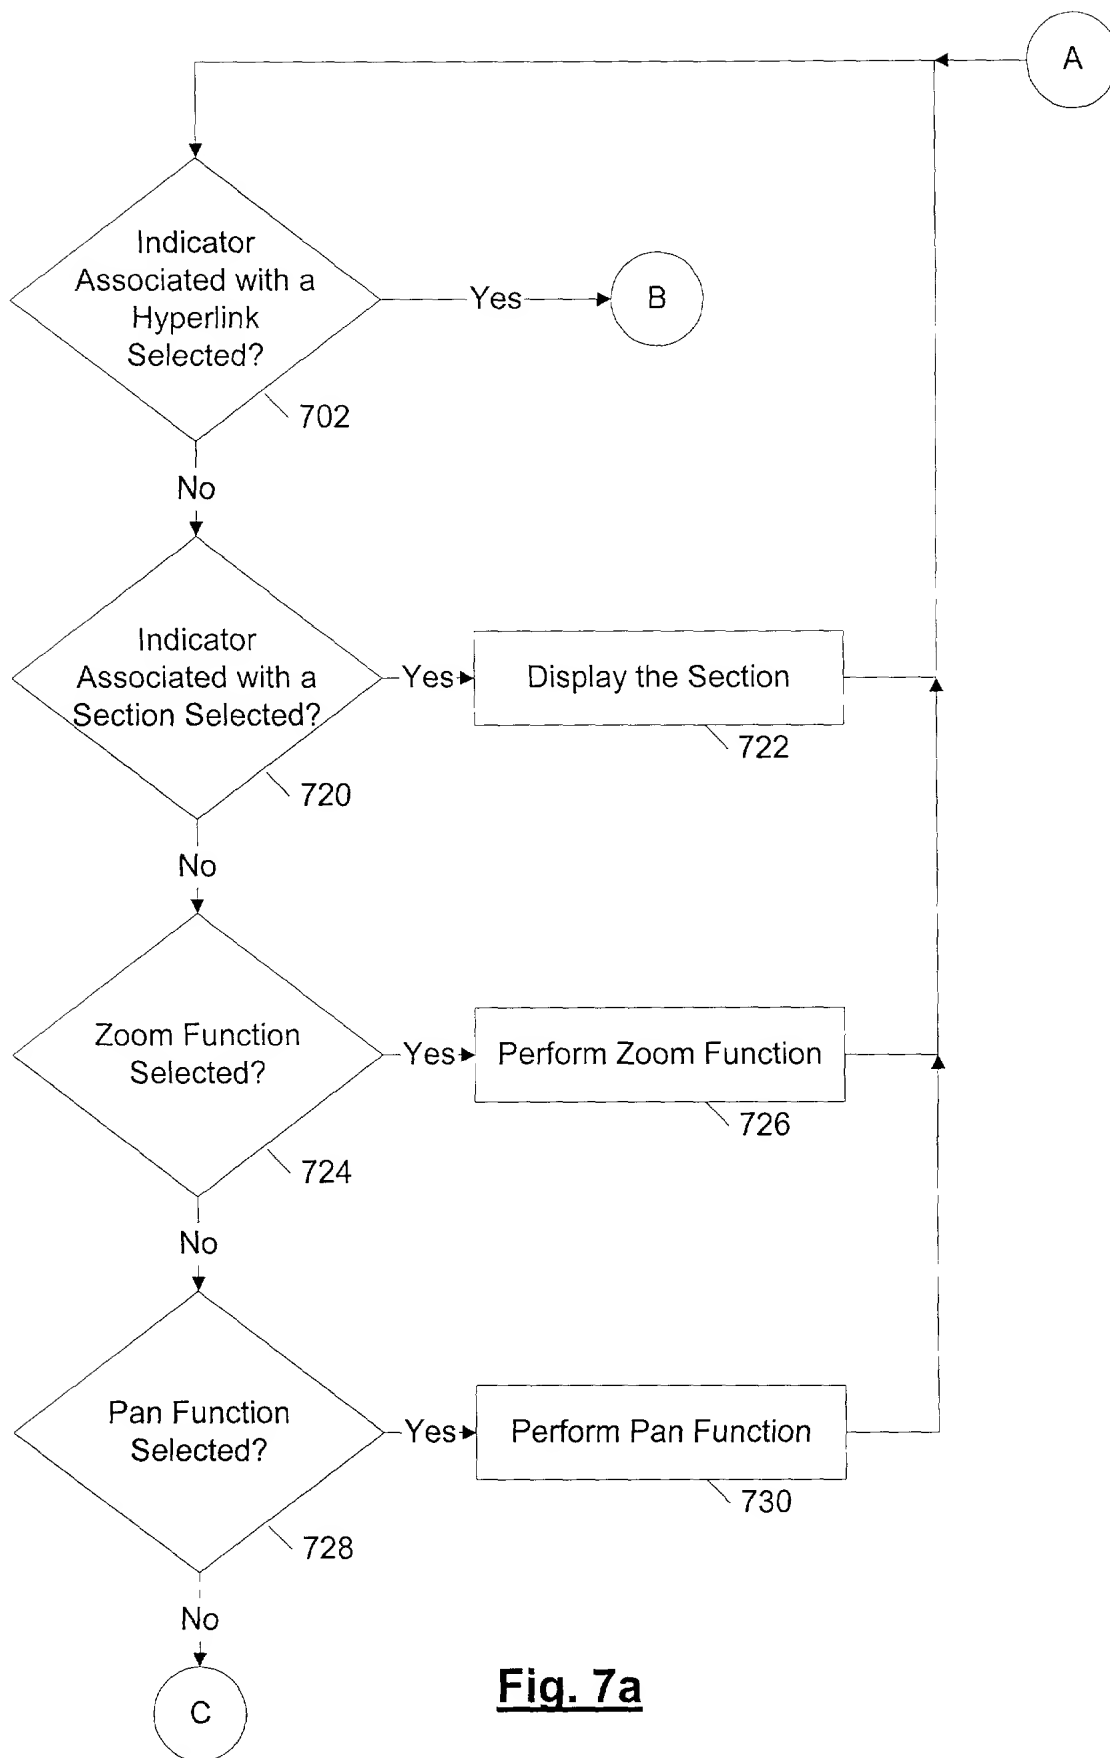 A
Indicator
Associated with a
Hyperlink
Selected?
Yes
B
702
No
Indicator
Associated with a
Section Selected?
Yes
Display the Section
722
720
No
Zoom Function
Selected?
Yes
Perform Zoom Function
726
724
No
Pan Function
Selected?
Yes
Perform Pan Function
730
728
No
C
Fig. 7a